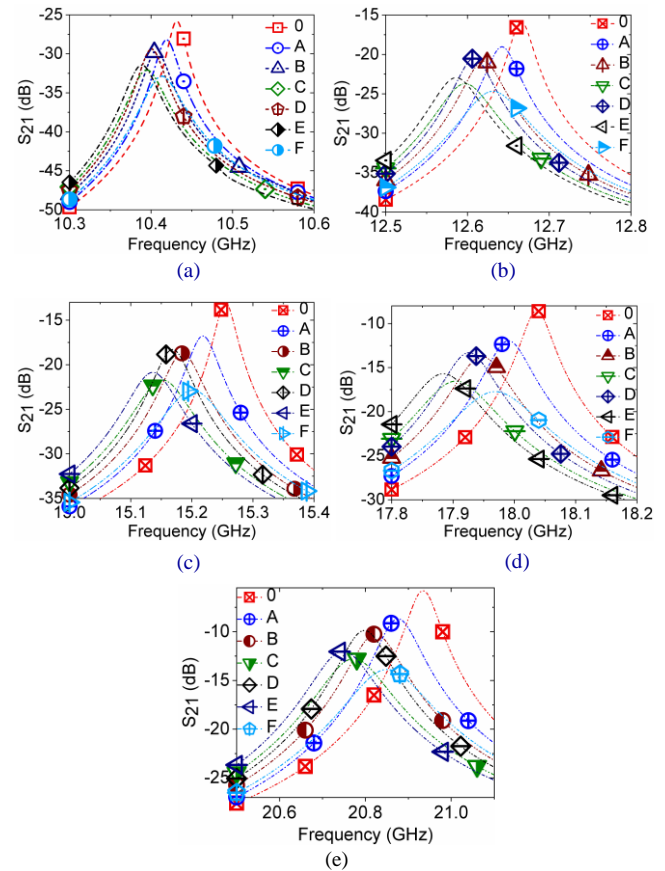 -25
-30
-35
-40
-45
-50
S21 (dB)
10.3 10.4 10.5 10.6
Frequency (GHz)
0
A
B
C
D
E
F
(a)
-15
-20
-25
-30
-35
-40
S21 (dB)
12.5 12.6 12.7 12.8
Frequency (GHz)
0
A
B
C
D
E
F
(b)
-15
-20
-25
-30
-35
S21 (dB)
15.0 15.1 15.2 15.3 15.4
Frequency (GHz)
0
A
B
C
D
E
F
(c)
-10
-15
-20
-25
-30
S21 (dB)
17.8 17.9 18.0 18.1 18.2
Frequency (GHz)
0
A
B
C
D
E
F
(d)
-10
-15
-20
-25
S21 (dB)
20.6 20.8 21.0
Frequency (GHz)
0
A
B
C
D
E
F
(e)